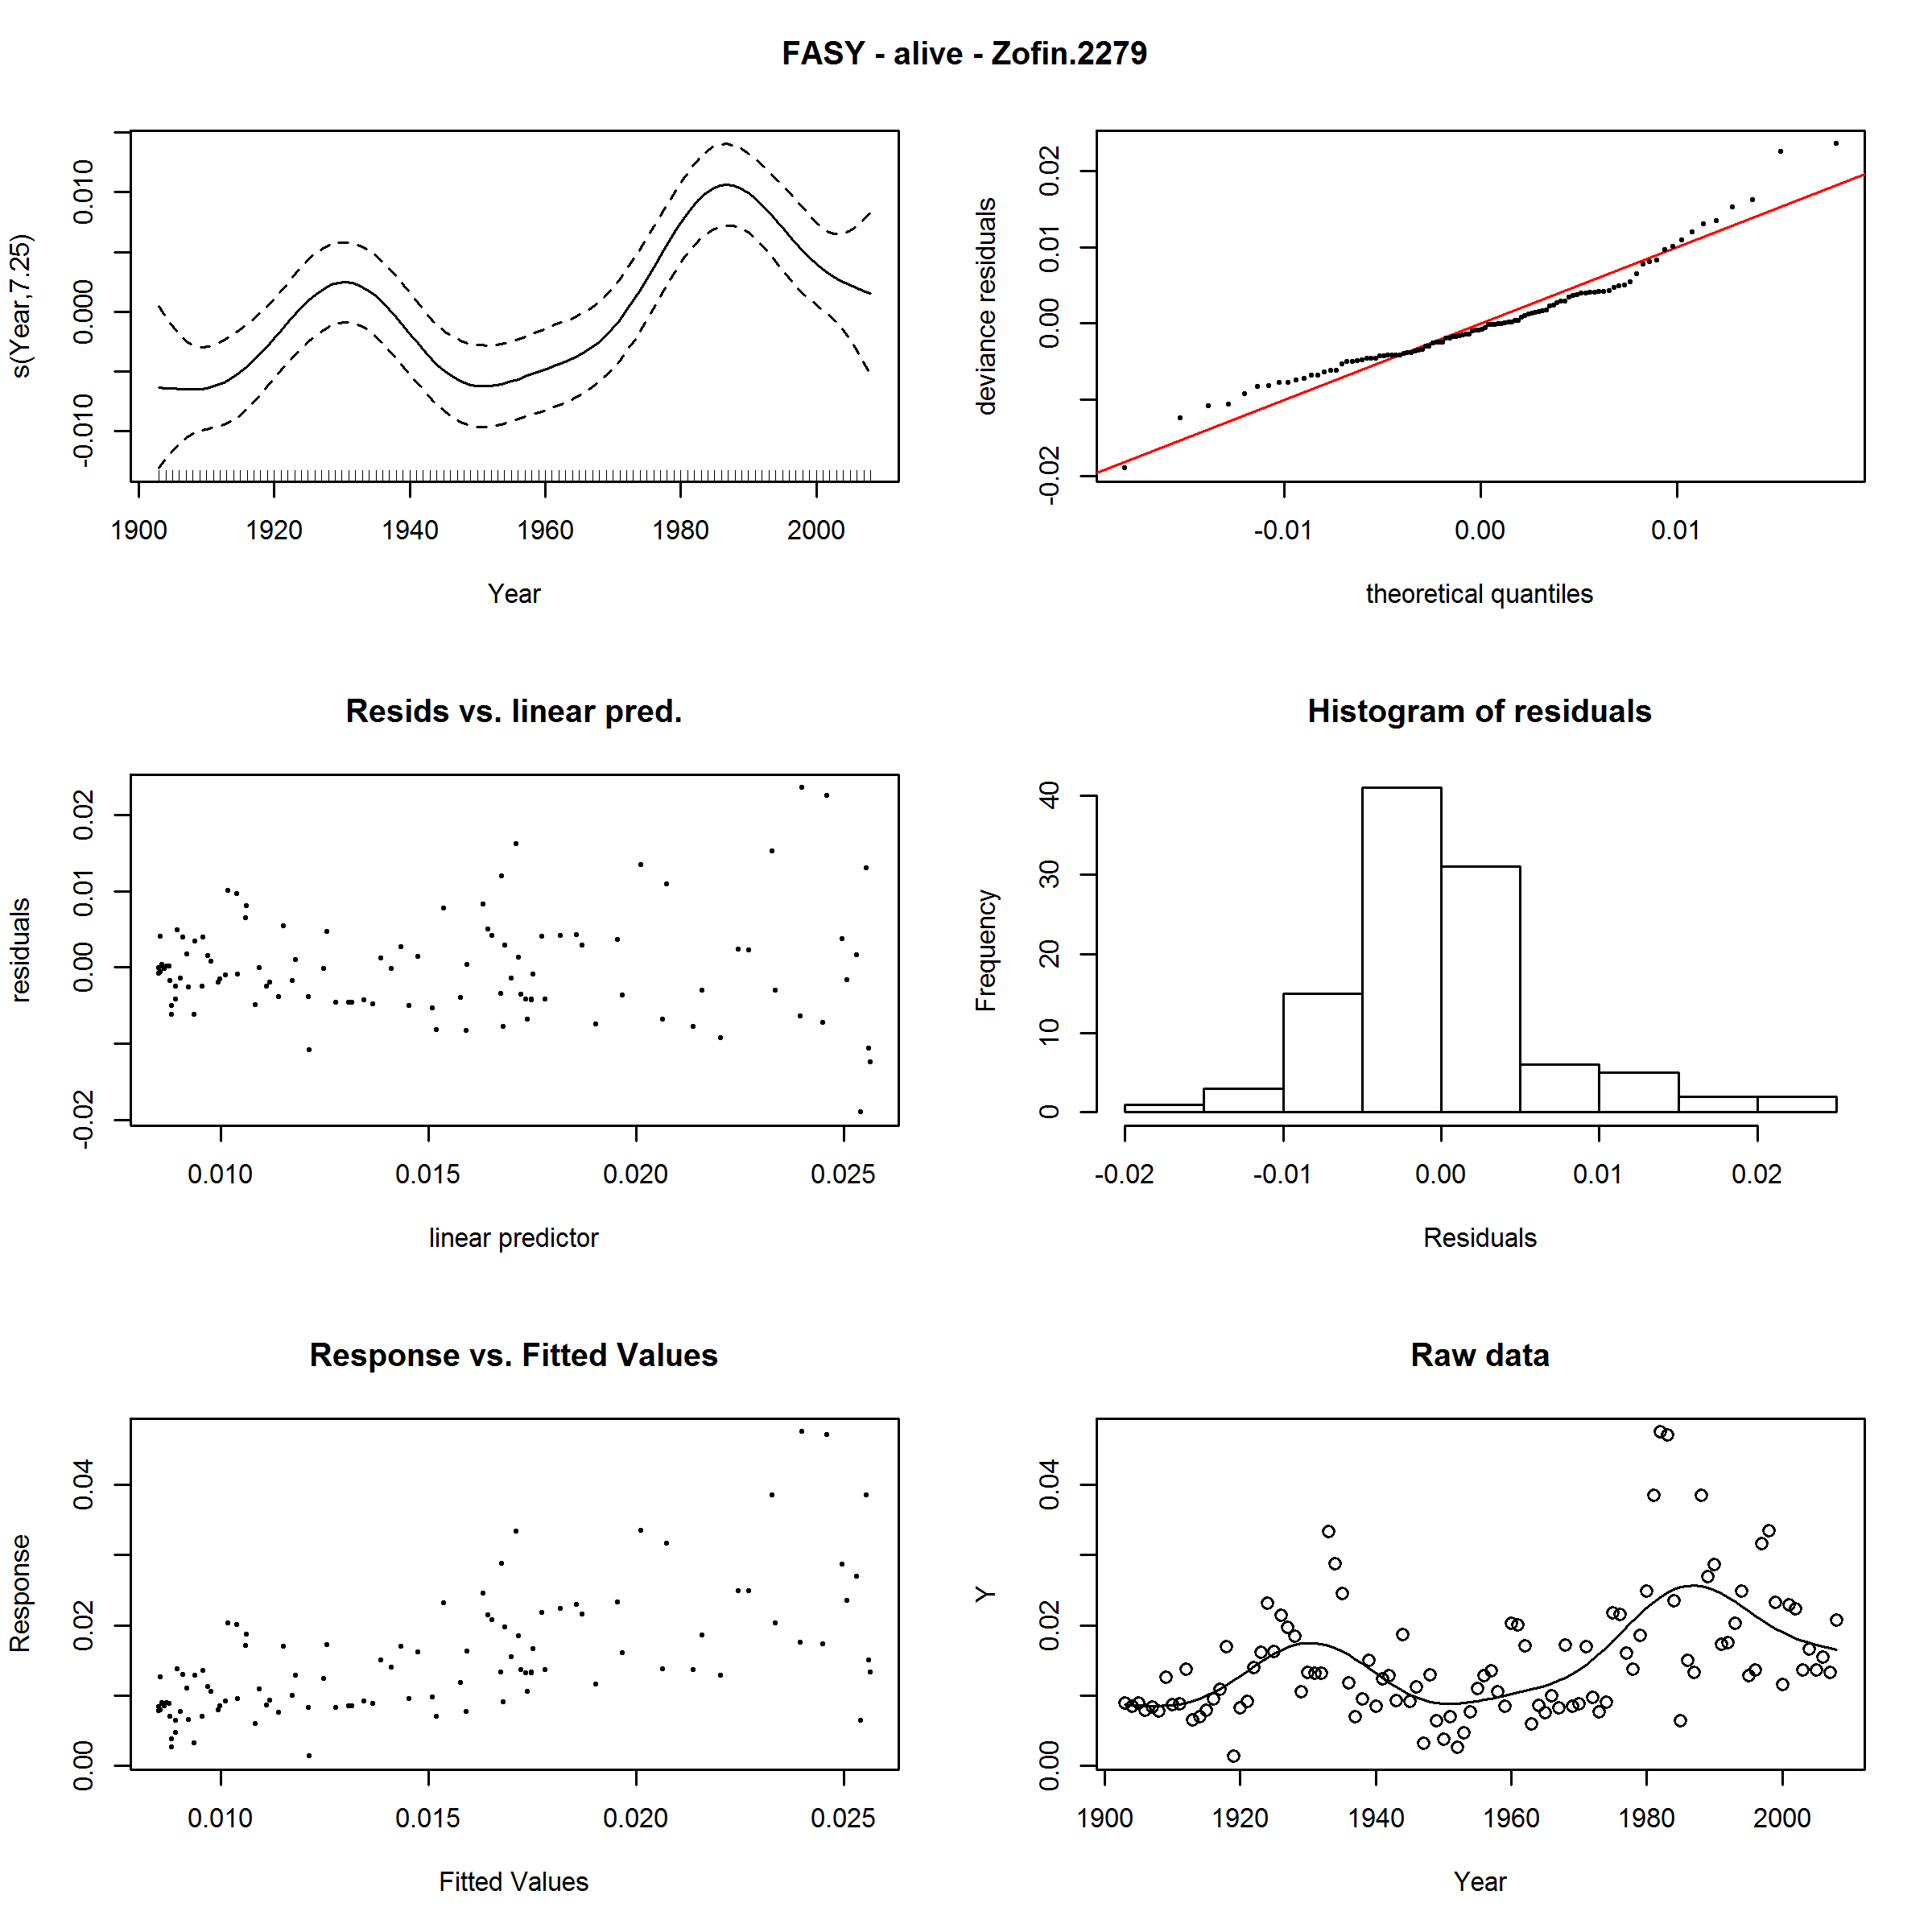 FASY - alive - Zofin.2279
s(Year,7.25)
-0.010 0.000 0.010
1900 1920 1940 1960 1980 2000
Year
deviance residuals
-0.02 0.00 0.01 0.02
-0.01 0.00 0.01
theoretical quantiles
Resids vs. linear pred.
residuals
-0.02 0.00 0.01 0.02
0.010 0.015 0.020 0.025
linear predictor
Histogram of residuals
Frequency
0 10 20 30 40
-0.02 -0.01 0.00 0.01 0.02
Residuals
Response vs. Fitted Values
Response
0.00 0.02 0.04
0.010 0.015 0.020 0.025
Fitted Values
Raw data
Y
0.00 0.02 0.04
1900 1920 1940 1960 1980 2000
Year